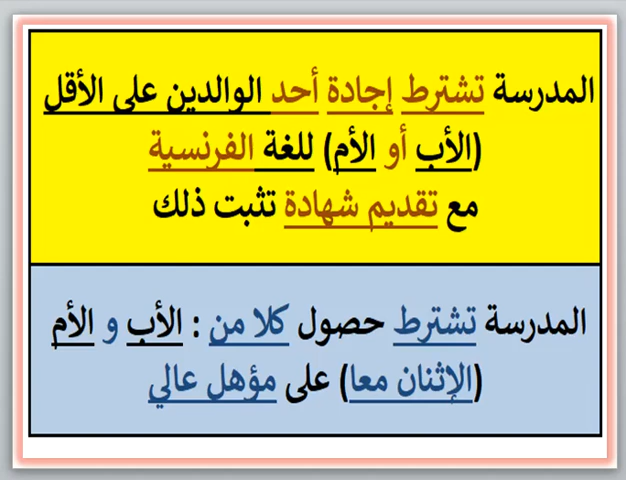 المدرسة تشترط إجادة أحد الوالدين على الأقل
(الأب أو الأم) للغة الفرنسية
مع تقديم شهادة تثبت ذلك
المدرسة تشترط حصول كلا من : الأب و الأم
(الإثنان معا) على مؤهل عالي